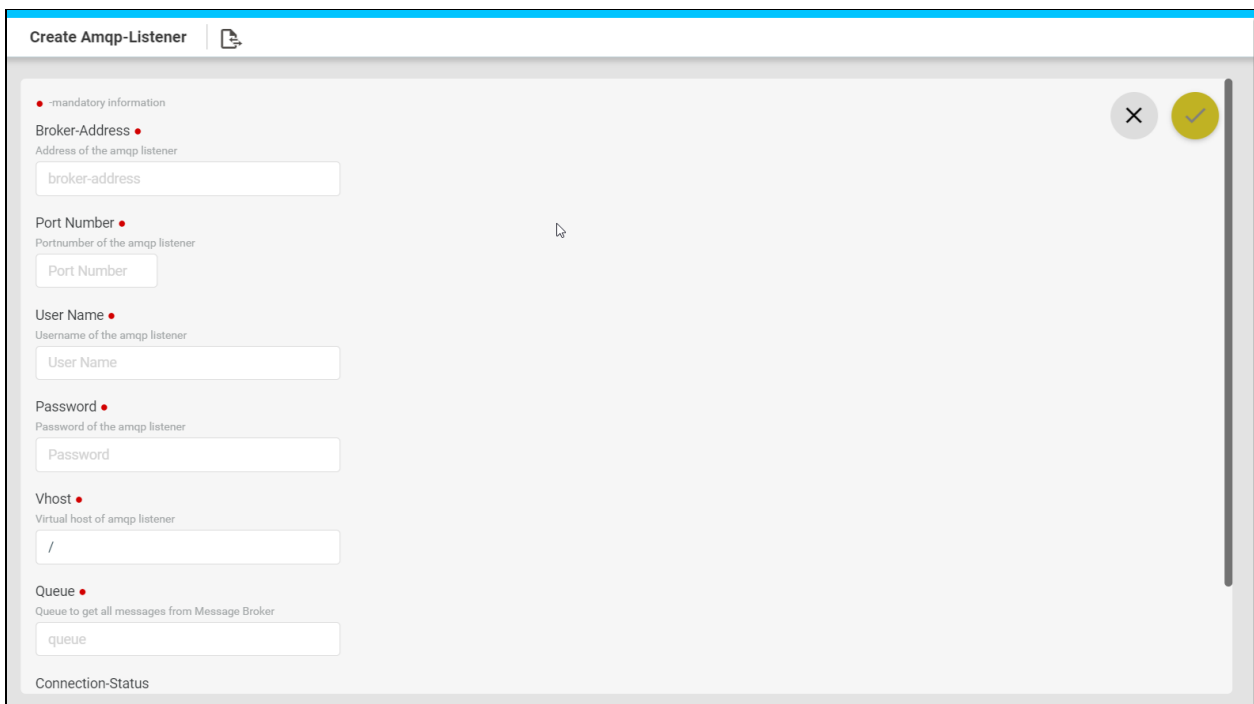 Create Amqp-Listener
-mandatory information
Broker-Address
Address of the amqp listener
broker-address
Port Number
Portnumber of the amqp listener
Port Number
User Name
Username of the amqp listener
User Name
Password
Password of the amqp listener
Password
Vhost
Virtual host of amqp listener
/
Queue
Queue to get all messages from Message Broker
queue
Connection-Status